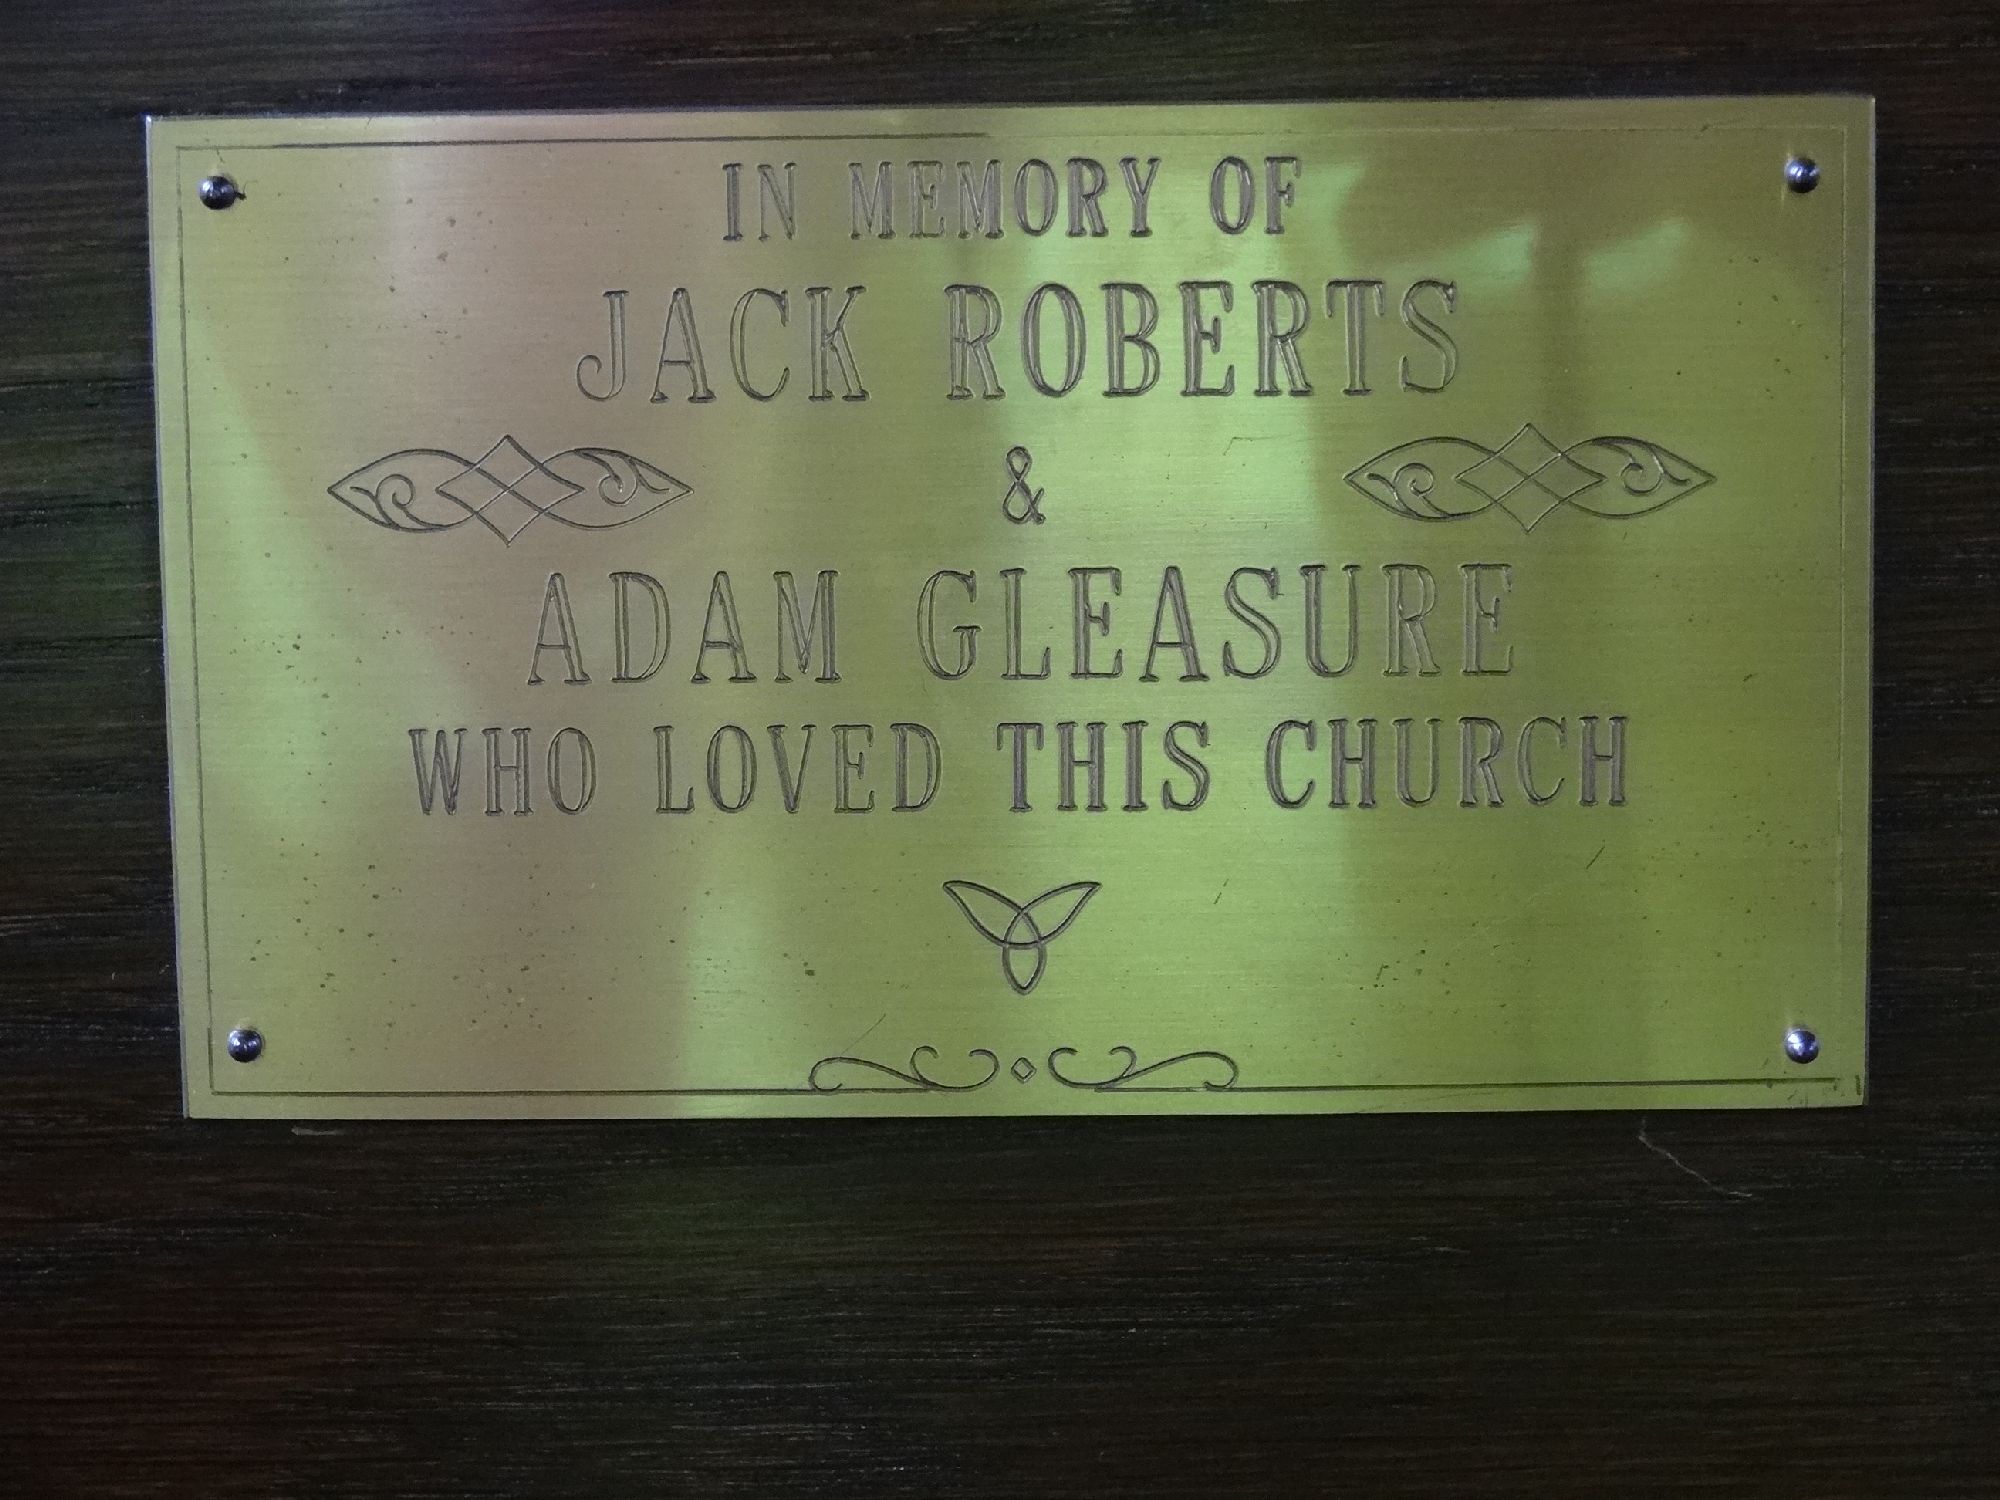 IN MEMORY OF
JACK ROBERTS
&
ADAM GLEASURE
WHO LOVED THIS CHURCH